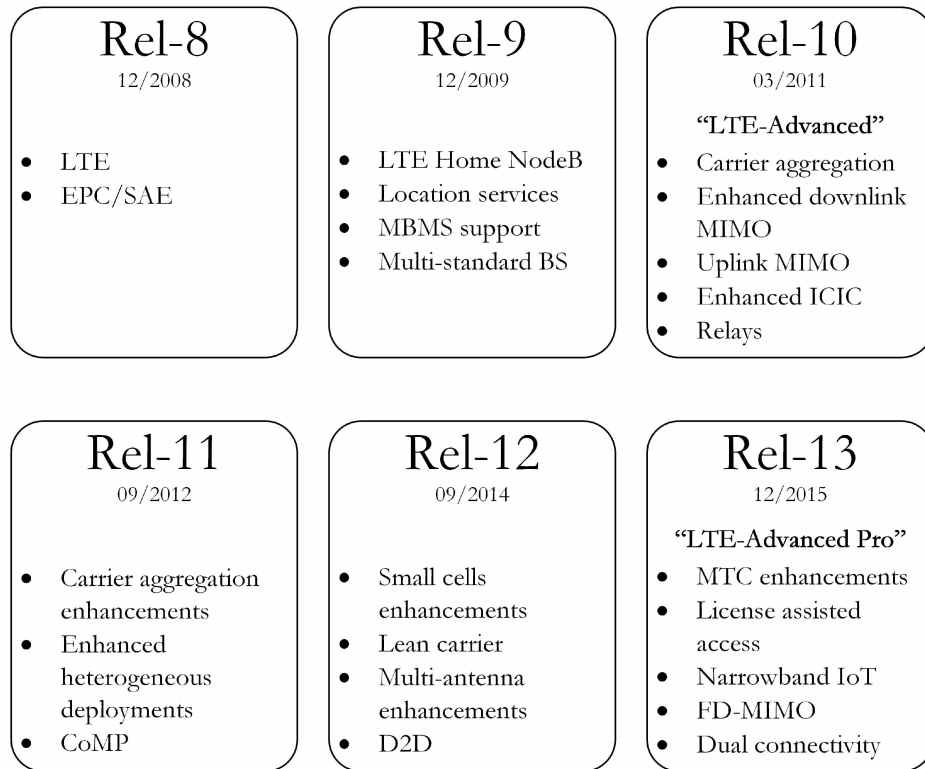 Rel-8
12/2008
• LTE
• EPC/SAE
Rel-9
12/2009
• LTE Home NodeB
• Location services
• MBMS support
• Multi-standard BS
Rel-10
03/2011
“LTE-Advanced”
• Carrier aggregation
• Enhanced downlink
MIMO
• Uplink MIMO
• Enhanced ICIC
• Relays
Rel-11
09/2012
• Carrier aggregation
enhancements
• Enhanced
heterogeneous
deployments
• CoMP
Rel-12
09/2014
• Small cells
enhancements
• Lean carrier
• Multi-antenna
enhancements
• D2D
Rel-13
12/2015
“LTE-Advanced Pro”
• MTC enhancements
• License assisted
access
• Narrowband IoT
• FD-MIMO
• Dual connectivity